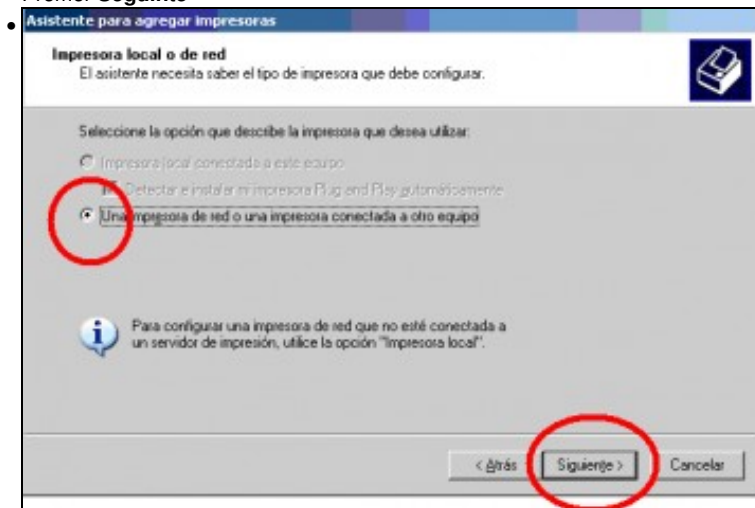 Asistente para agregar impresoras
Impresora local o de red
El asistente necesita saber el tipo de impresora que debe configurar.
Seleccione la opción que describe la impresora que desea utilizar:
Impresora local conectada a este equipo
Detectar e instalar mi impresora Plug and Play automáticamente
Una impresora de red o una impresora conectada a otro equipo
Para configurar una impresora de red que no esté conectada a
un servidor de impresión, utilice la opción "Impresora local".
< Atrás Siguiente > Cancelar